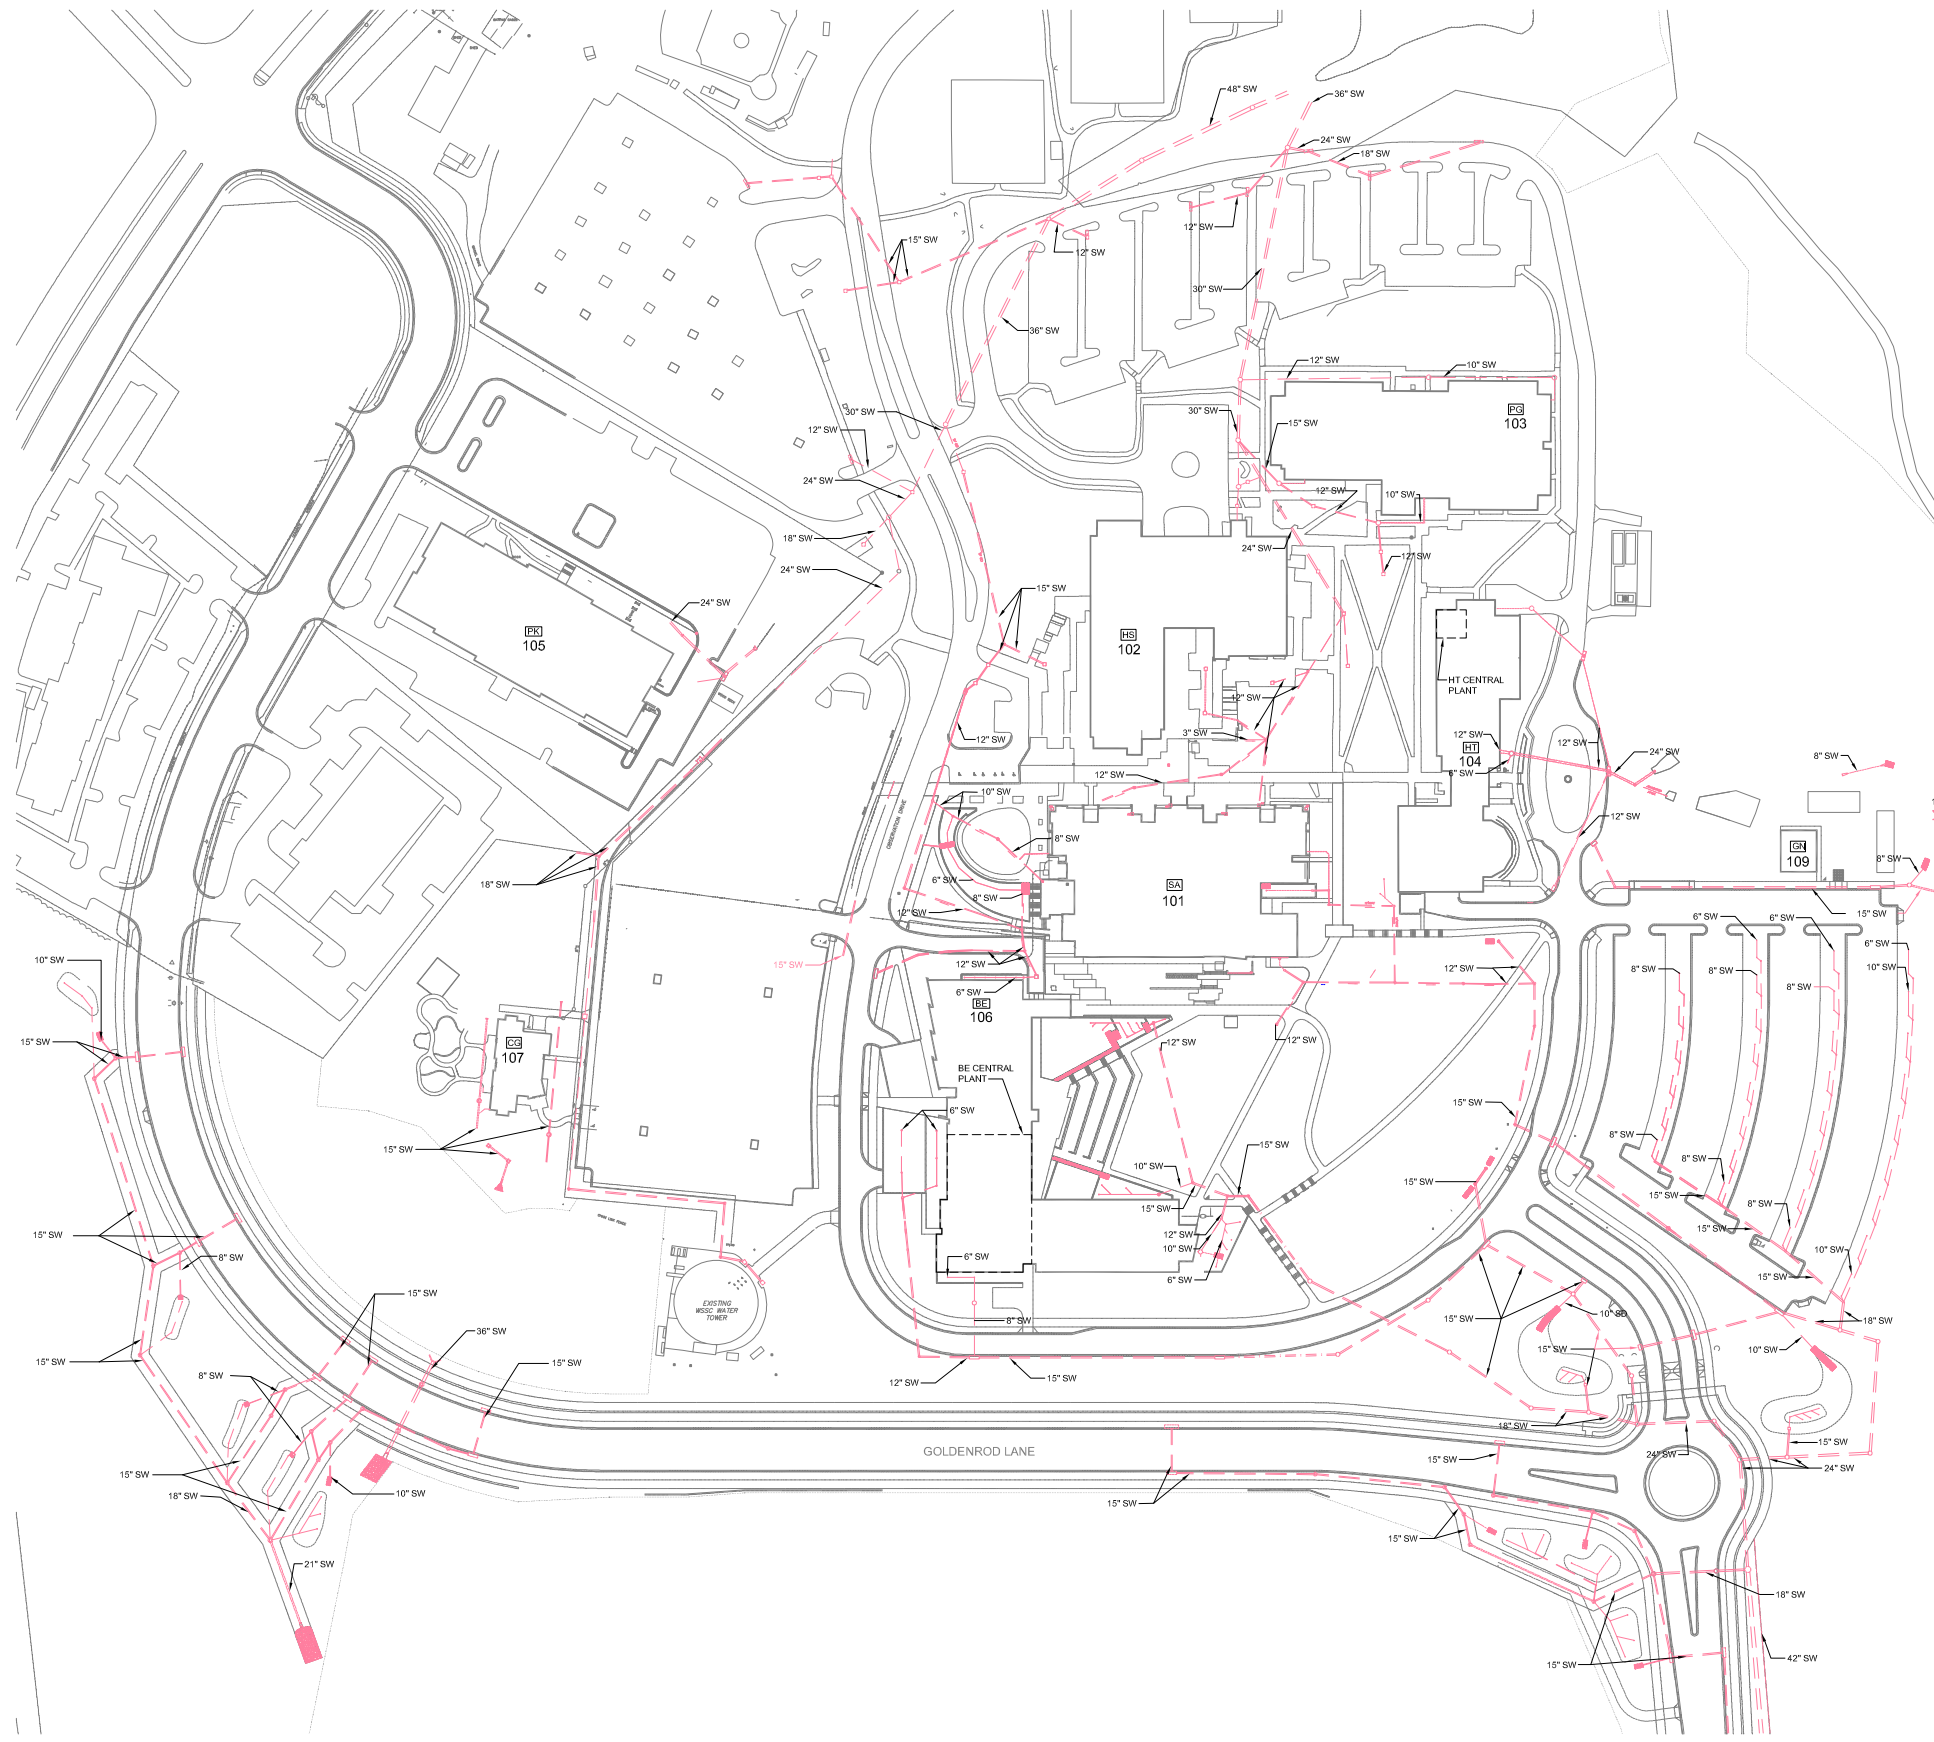 48" SW
36" SW
24" SW
18" SW
12" SW
15" SW
12" SW
30" SW
36" SW
12" SW
10" SW
30" SW
30" SW
15" SW
PG
103
12" SW
24" SW
12" SW
10" SW
18" SW
24" SW
12" SW
24" SW
15" SW
24" SW
PK
105
HS
102
HT CENTRAL
PLANT
12" SW
12" SW
3" SW
12" SW
12" SW
24" SW
HT
104
6" SW
8" SW
12" SW
10" SW
OBSERVATION DRIVE
12" SW
8" SW
GN
109
8" SW
6" SW
18" SW
8" SW
SA
101
12" SW
15" SW
6" SW
6" SW
6" SW
10" SW
15" SW
12" SW
12" SW
8" SW
8" SW
10" SW
8" SW
6" SW
BE
106
15" SW
CG
107
12" SW
12" SW
BE CENTRAL
PLANT
6" SW
15" SW
15" SW
15" SW
8" SW
8" SW
10" SW
15" SW
15" SW
8" SW
15" SW
15" SW
12" SW
15" SW
10" SW
8" SW
6" SW
10" SW
6" SW
15" SW
15" SW
EXISTING
WSSC WATER
TOWER
8" SW
15" SW
10" SD
18" SW
36" SW
15" SW
15" SW
10" SW
15" SW
8" SW
12" SW
15" SW
18" SW
15" SW
GOLDENROD LANE
24" SW
15" SW
24" SW
15" SW
15" SW
18" SW
10" SW
15" SW
15" SW
21" SW
18" SW
15" SW
42" SW